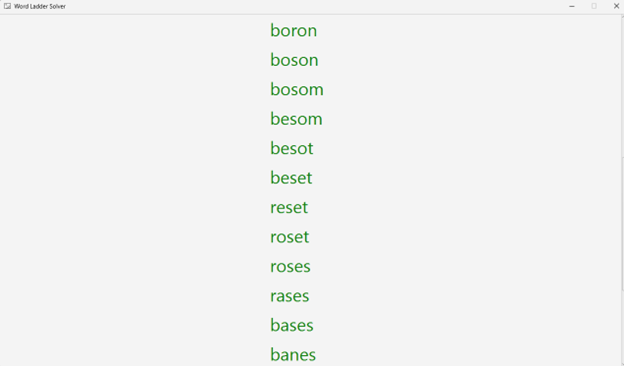 Word Ladder Solver
boron
boson
bosom
besom
besot
beset
reset
roset
roses
rases
bases
banes